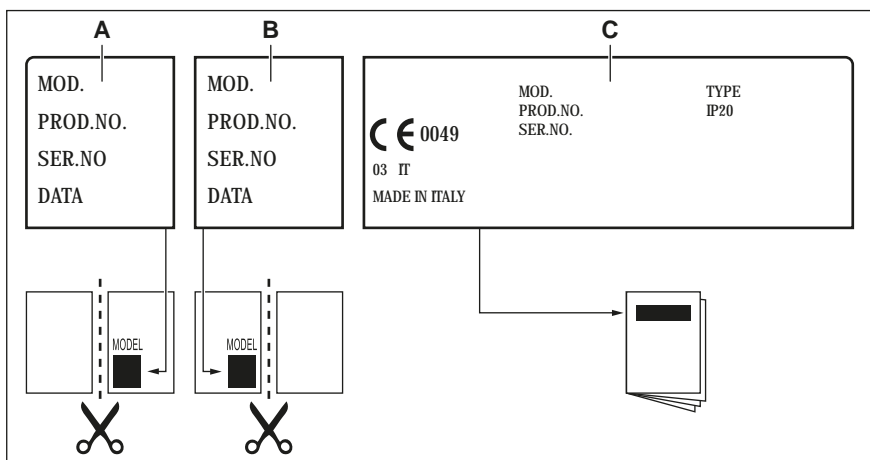 A
B
C
MOD.
PROD.NO.
SER.NO
DATA
MOD.
PROD.NO.
SER.NO
DATA
MOD.
PROD.NO.
SER.NO.
TYPE
IP20
CE 0049
03 IT
MADE IN ITALY
MODEL
MODEL